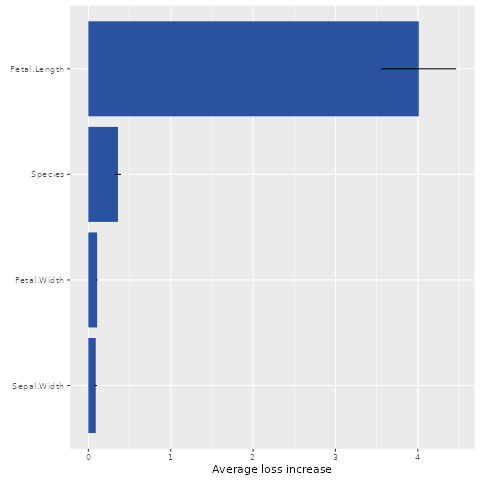 Petal.Length
Species
Petal.Width
Sepal.Width
0 1 2 3 4
Average loss increase